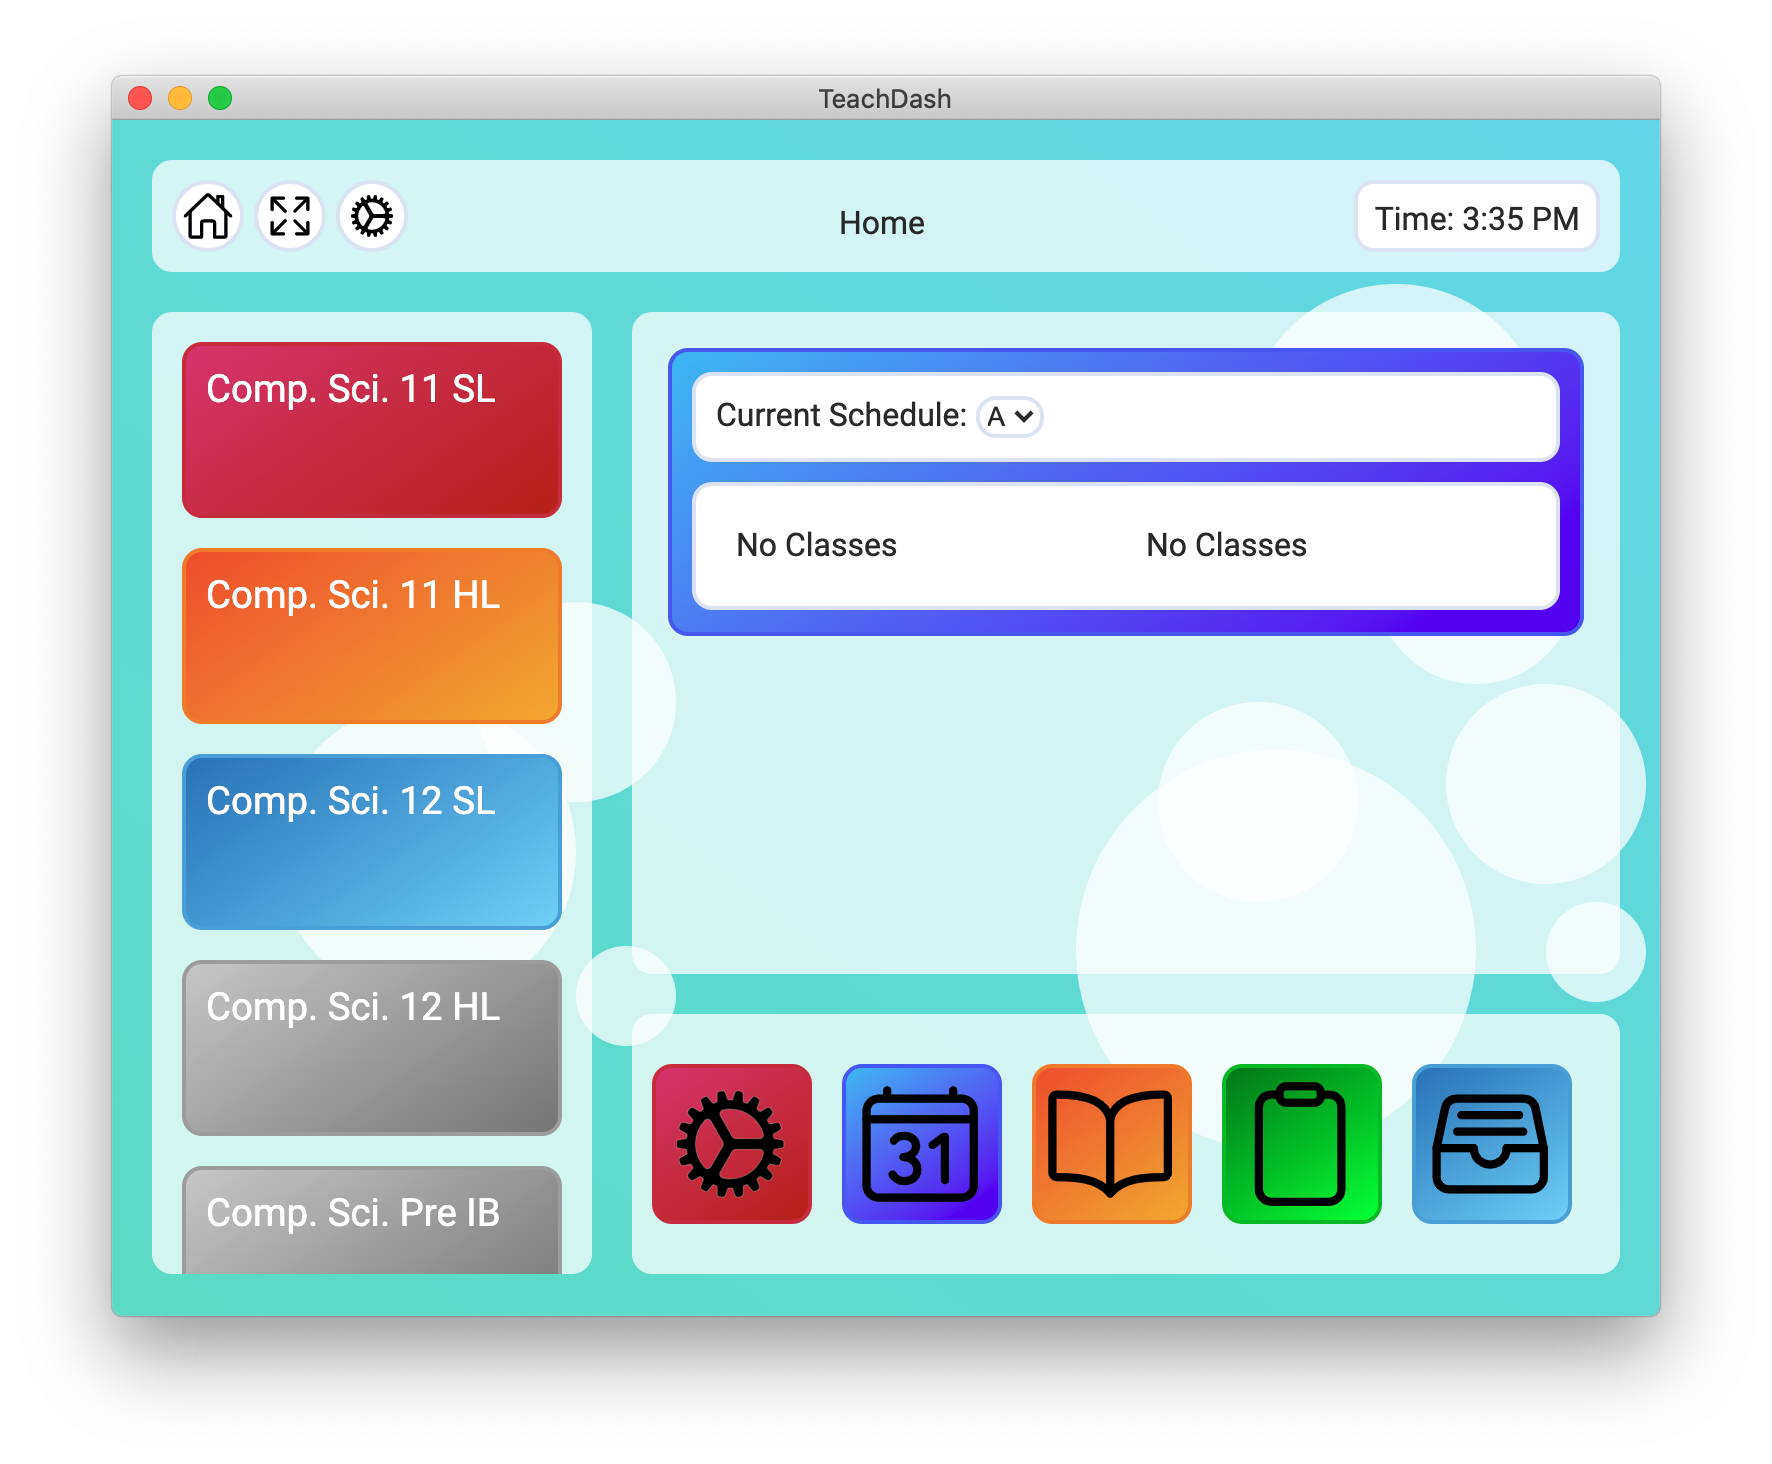 TeachDash
Home
Time: 3:35 PM
Comp. Sci. 11 SL
Comp. Sci. 11 HL
Comp. Sci. 12 SL
Comp. Sci. 12 HL
Comp. Sci. Pre IB
Current Schedule: A
No Classes No Classes
31